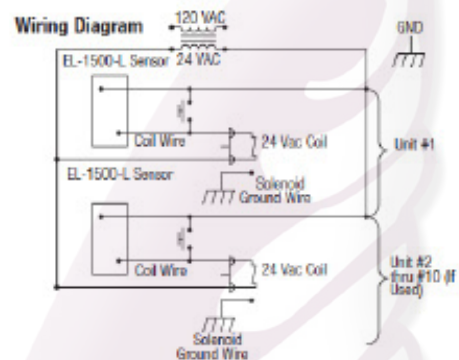 Wiring Diagram
120 VAC
GND
EL-1500-L Sensor
24 VAC
Coil Wire
24 Vac Coil
Unit #1
EL-1500-L Sensor
Solenoid
Ground Wire
Coil Wire
24 Vac Coil
Unit #2
thru #10 (If
Used)
Solenoid
Ground Wire